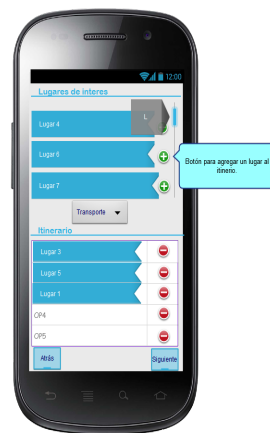 12:00
Lugares de interes
L
Lugar 4
Lugar 6
Botón para agregar un lugar al
itinerio.
Lugar 7
Transporte
Itinerario
Lugar 3
Lugar 5
Lugar 1
OP4
OP5
Atrás
Siguiente